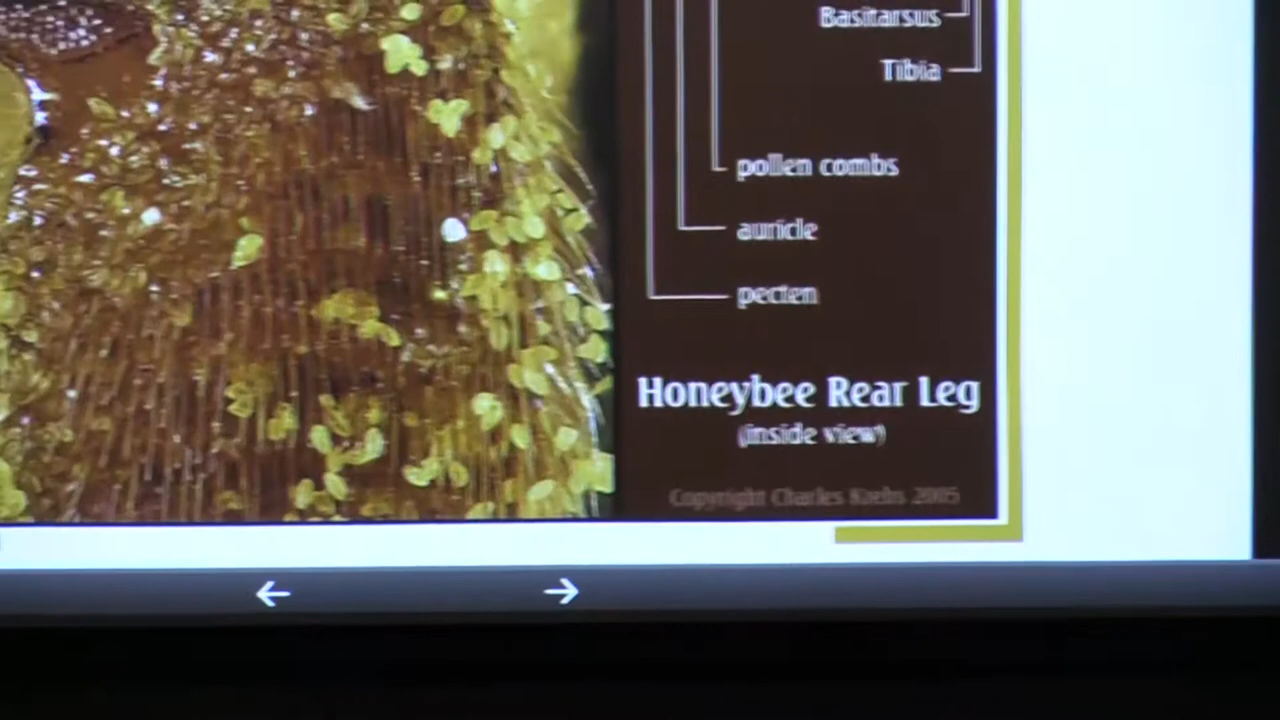 Basitarsus
Tibia
pollen combs
auricle
pecten
Honeybee Rear Leg
(inside view)
Copyright Charles Krebs 2005